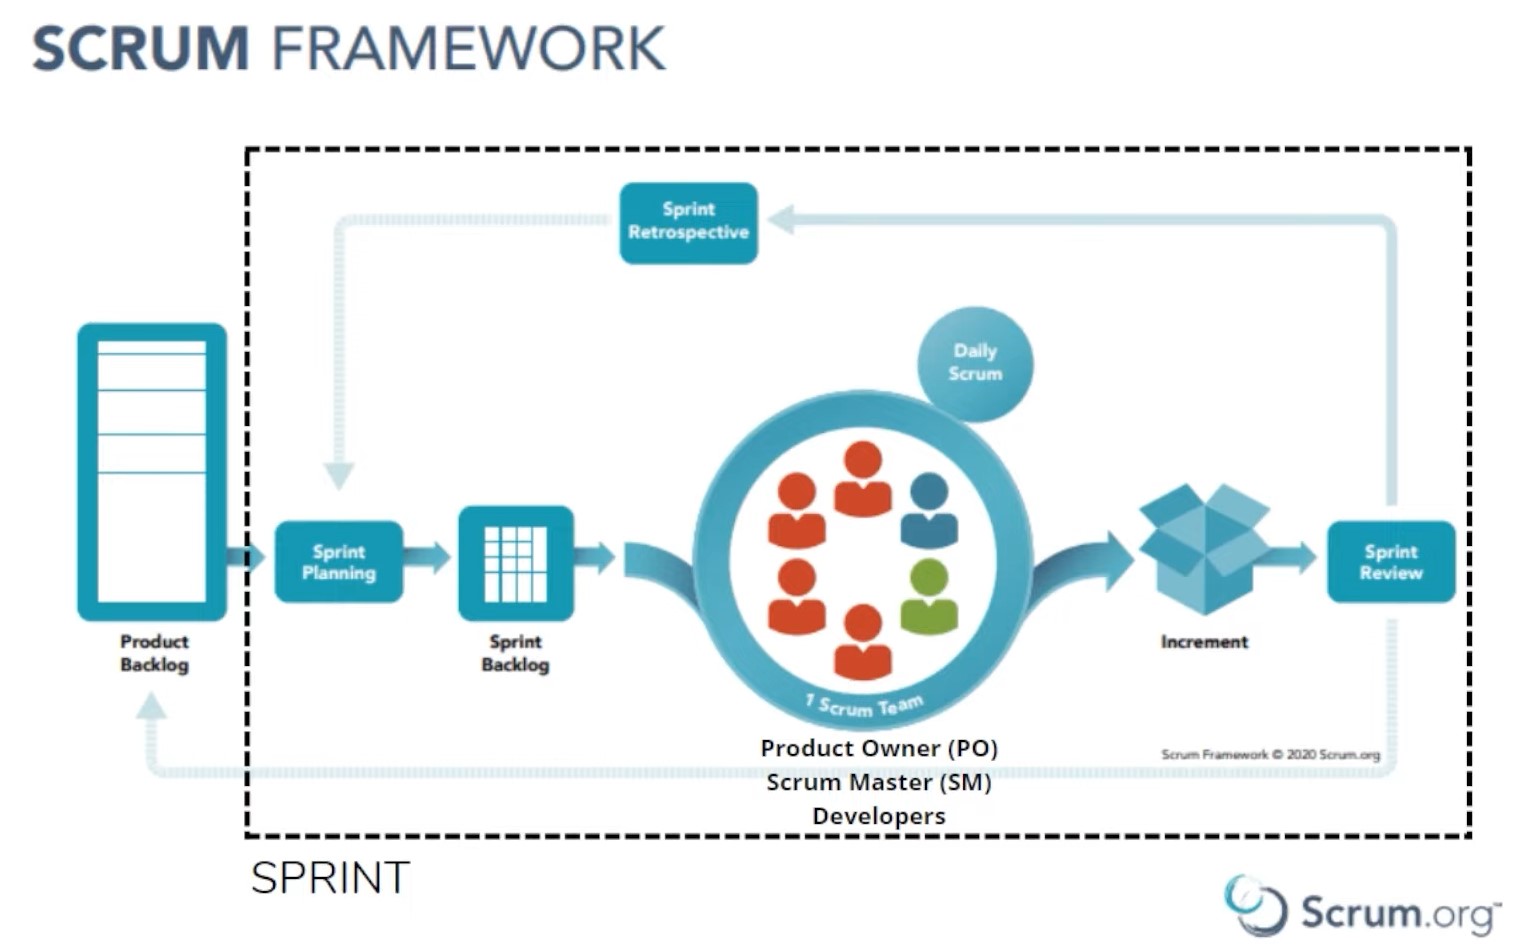 SCRUM FRAMEWORK
Sprint
Retrospective
Daily
Scrum
Sprint
Planning
Sprint
Review
Product
Backlog
Sprint
Backlog
Increment
1 Scrum Team
Product Owner (PO)
Scrum Master (SM)
Developers
Scrum Framework © 2020 Scrum.org
SPRINT
Scrum.org™